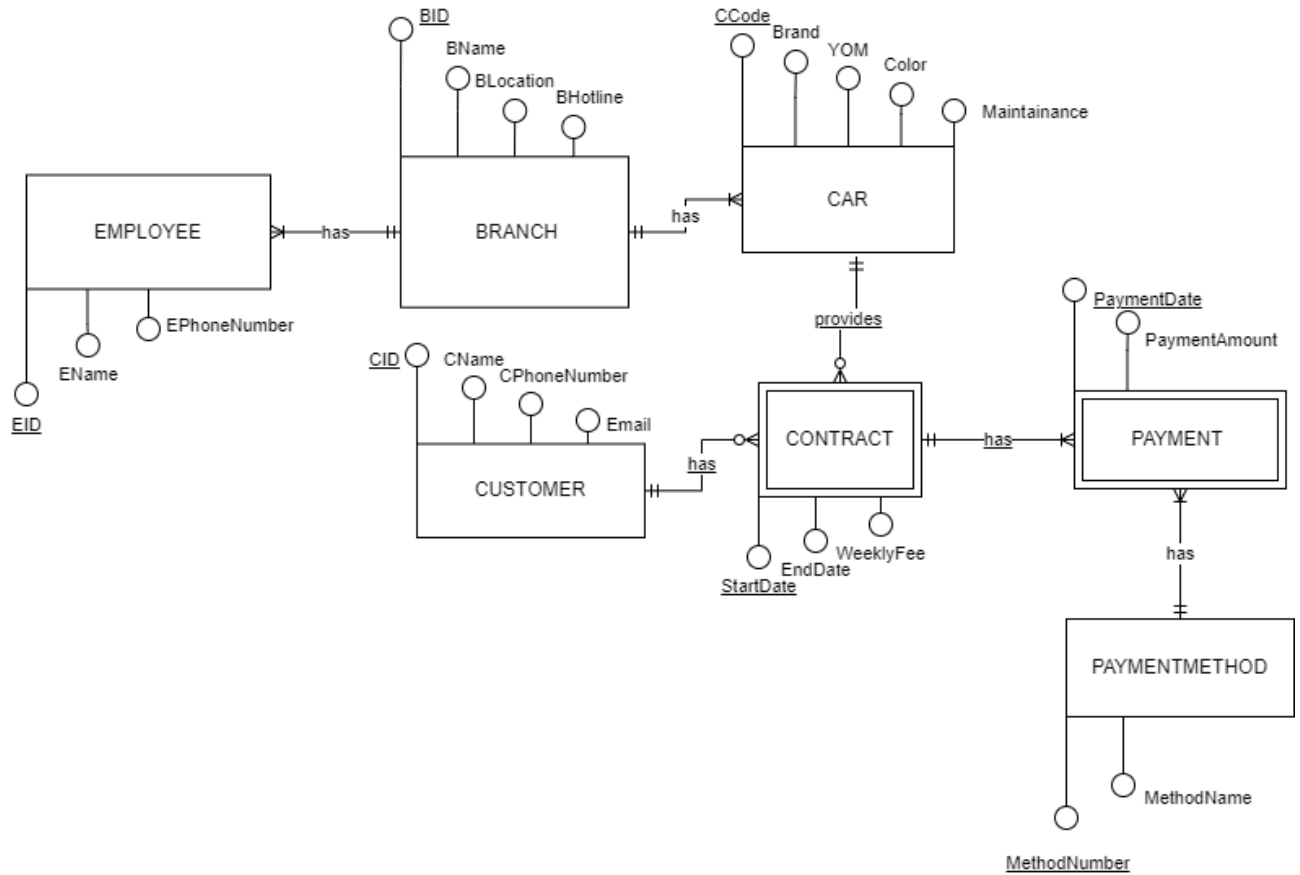 BID
BName
BLocation
BHotline
CCode
Brand
YOM
Color
Maintainance
EMPLOYEE
has
BRANCH
has
CAR
EPhoneNumber
EName
EID
provides
PaymentDate
PaymentAmount
CID
CName
CPhoneNumber
Email
CUSTOMER
has
CONTRACT
has
PAYMENT
StartDate
EndDate
WeeklyFee
has
PAYMENTMETHOD
MethodName
MethodNumber